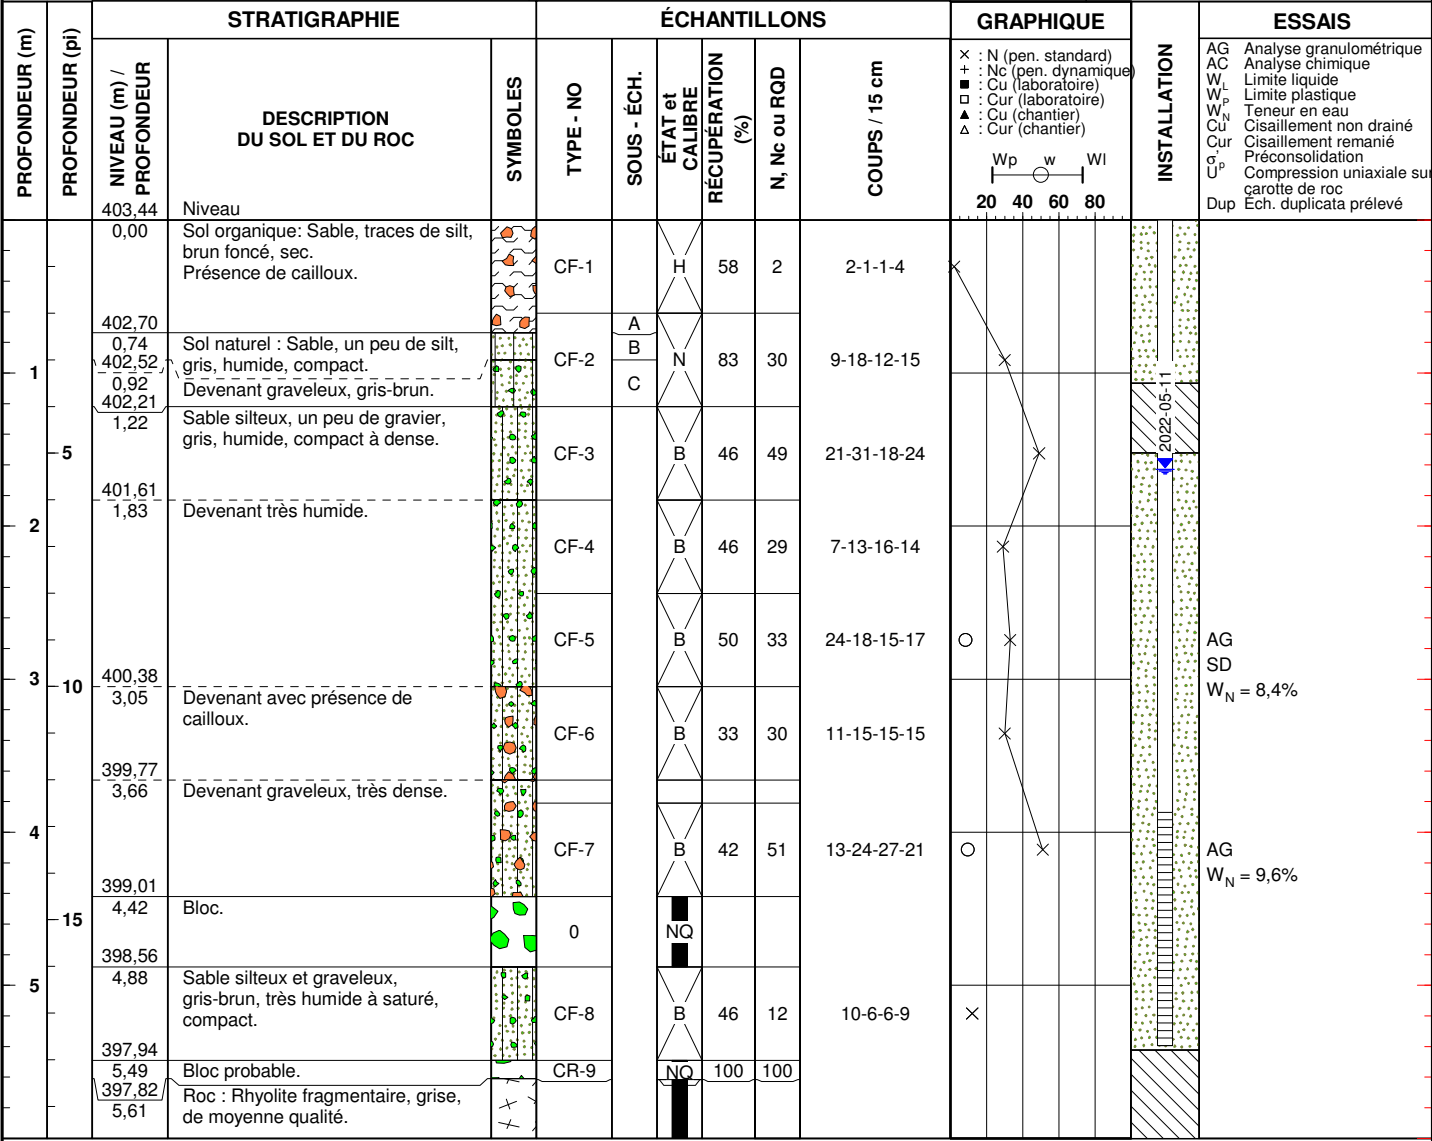 STRATIGRAPHIE
ÉCHANTILLONS
GRAPHIQUE
ESSAIS
PROFONDEUR (m)
PROFONDEUR (pi)
NIVEAU (m) /
PROFONDEUR
DESCRIPTION
DU SOL ET DU ROC
SYMBOLES
TYPE - NO
SOUS - ÉCH.
ÉTAT et
CALIBRE
RÉCUPÉRATION
(%)
N, Nc ou RQD
COUPS / 15 cm
× : N (pen. standard)
+ : Nc (pen. dynamique)
■ : Cu (laboratoire)
□ : Cur (laboratoire)
▲ : Cu (chantier)
△ : Cur (chantier)
Wp w Wl
20 40 60 80
INSTALLATION
AG Analyse granulométrique
AC Analyse chimique
WL Limite liquide
WP Limite plastique
WN Teneur en eau
Cu Cisaillement non drainé
Cur Cisaillement remanié
σ'p Préconsolidation
U Compression uniaxiale sur
carotte de roc
Dup Éch. duplicata prélevé
403,44 Niveau
0,00 Sol organique: Sable, traces de silt,
brun foncé, sec.
Présence de cailloux.
CF-1 H 58 2 2-1-1-4
402,70
0,74 Sol naturel : Sable, un peu de silt,
gris, humide, compact.
A
B
C
CF-2 N 83 30 9-18-12-15
402,52
1
0,92 Devenant graveleux, gris-brun.
402,21
1,22 Sable silteux, un peu de gravier,
gris, humide, compact à dense.
2022-05-11
5
CF-3 B 46 49 21-31-18-24
401,61
1,83 Devenant très humide.
2
CF-4 B 46 29 7-13-16-14
CF-5 B 50 33 24-18-15-17 AG
SD
WN = 8,4%
400,38
3 10
3,05 Devenant avec présence de
cailloux.
CF-6 B 33 30 11-15-15-15
399,77
3,66 Devenant graveleux, très dense.
4
CF-7 B 42 51 13-24-27-21 AG
WN = 9,6%
399,01
4,42 Bloc.
15
0 NQ
398,56
4,88 Sable silteux et graveleux,
gris-brun, très humide à saturé,
compact.
5
CF-8 B 46 12 10-6-6-9
397,94
5,49 Bloc probable. CR-9 NQ 100 100
397,82
5,61 Roc : Rhyolite fragmentaire, grise,
de moyenne qualité.